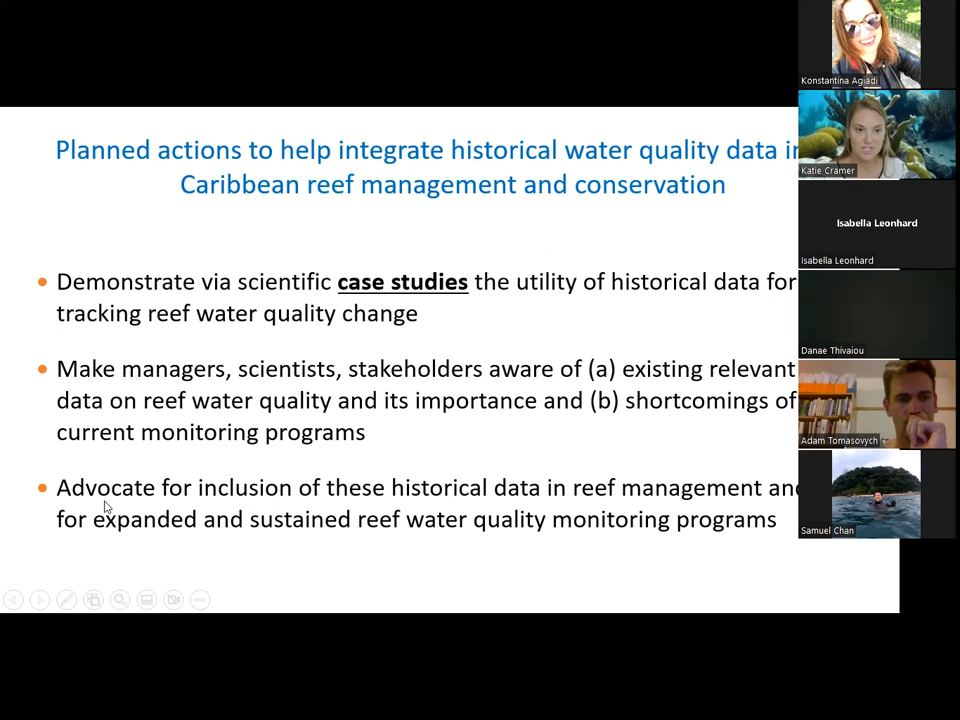 Planned actions to help integrate historical water quality data in
Caribbean reef management and conservation
• Demonstrate via scientific case studies the utility of historical data for
tracking reef water quality change
• Make managers, scientists, stakeholders aware of (a) existing relevant
data on reef water quality and its importance and (b) shortcomings of
current monitoring programs
• Advocate for inclusion of these historical data in reef management and
for expanded and sustained reef water quality monitoring programs
Konstantina Agiadi
Katie Cramer
Isabella Leonhard
Isabella Leonhard
Danae Thivaiou
Adam Tomasovych
Samuel Chan